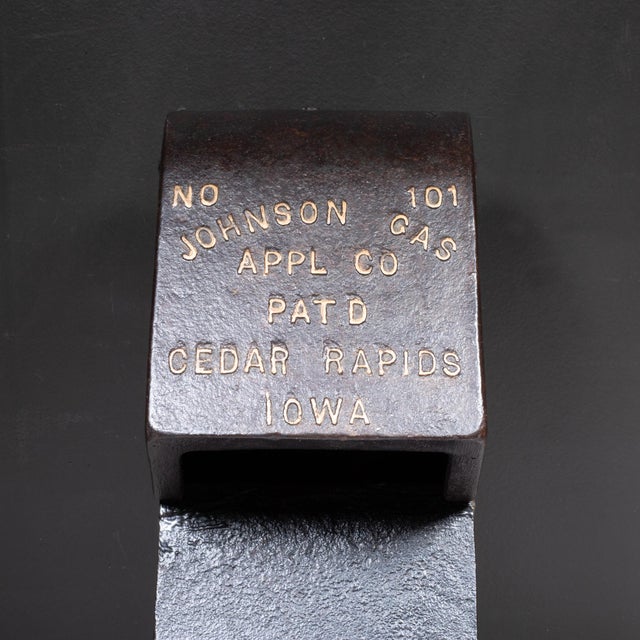 NO 101
JOHNSON GAS
APPL CO
PAT.D
CEDAR RAPIDS
IOWA